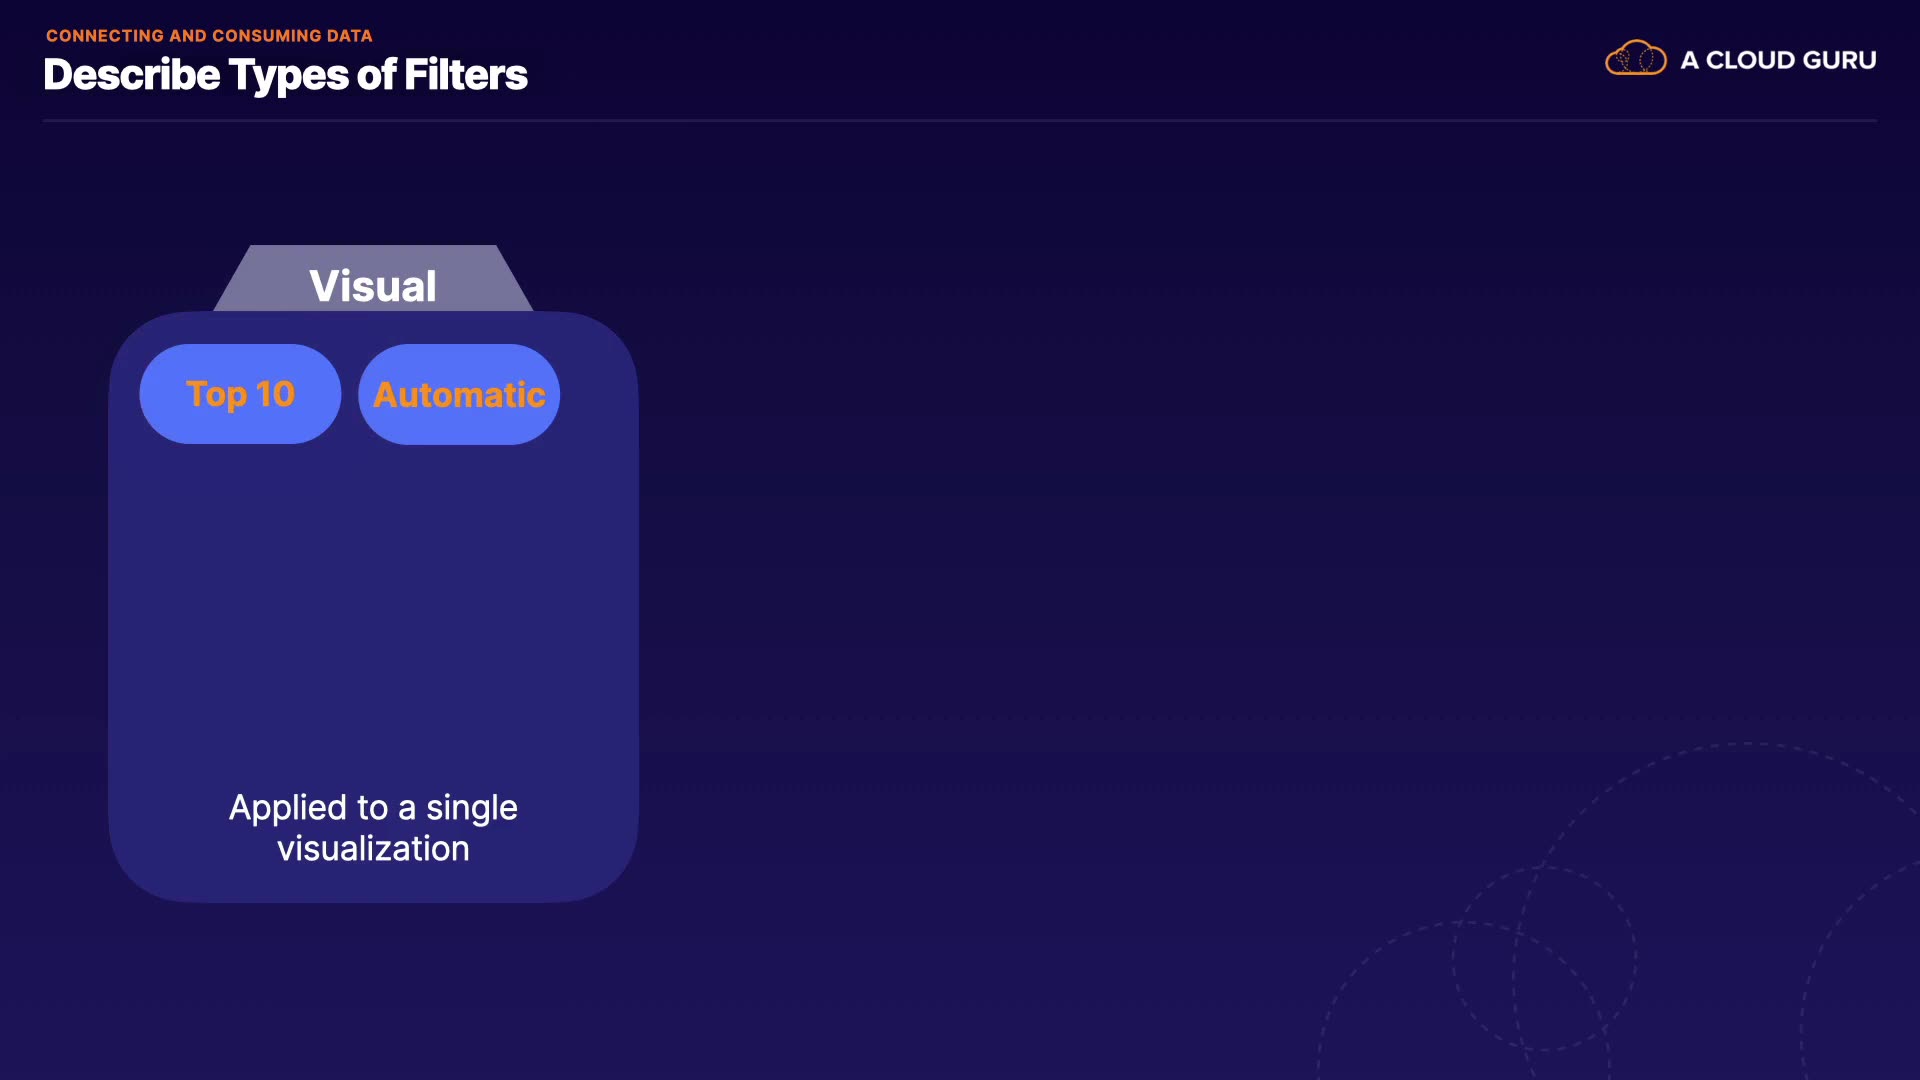 CONNECTING AND CONSUMING DATA
Describe Types of Filters
A CLOUD GURU
Visual
Top 10
Automatic
Applied to a single
visualization